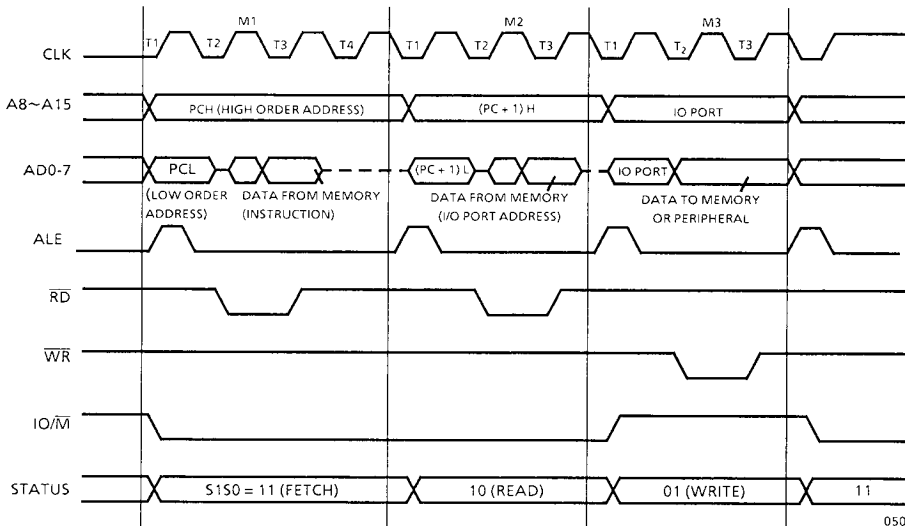 M1 M2 M3
CLK T1 T2 T3 T4 T1 T2 T3 T1 T2 T3
A8~A15 PCH (HIGH ORDER ADDRESS) (PC + 1) H IO PORT
AD0-7 PCL (PC + 1) L IO PORT
(LOW ORDER ADDRESS) DATA FROM MEMORY (INSTRUCTION) DATA FROM MEMORY (I/O PORT ADDRESS) DATA TO MEMORY OR PERIPHERAL
ALE
RD
WR
IO/M
STATUS S1S0 = 11 (FETCH) 10 (READ) 01 (WRITE) 11
050